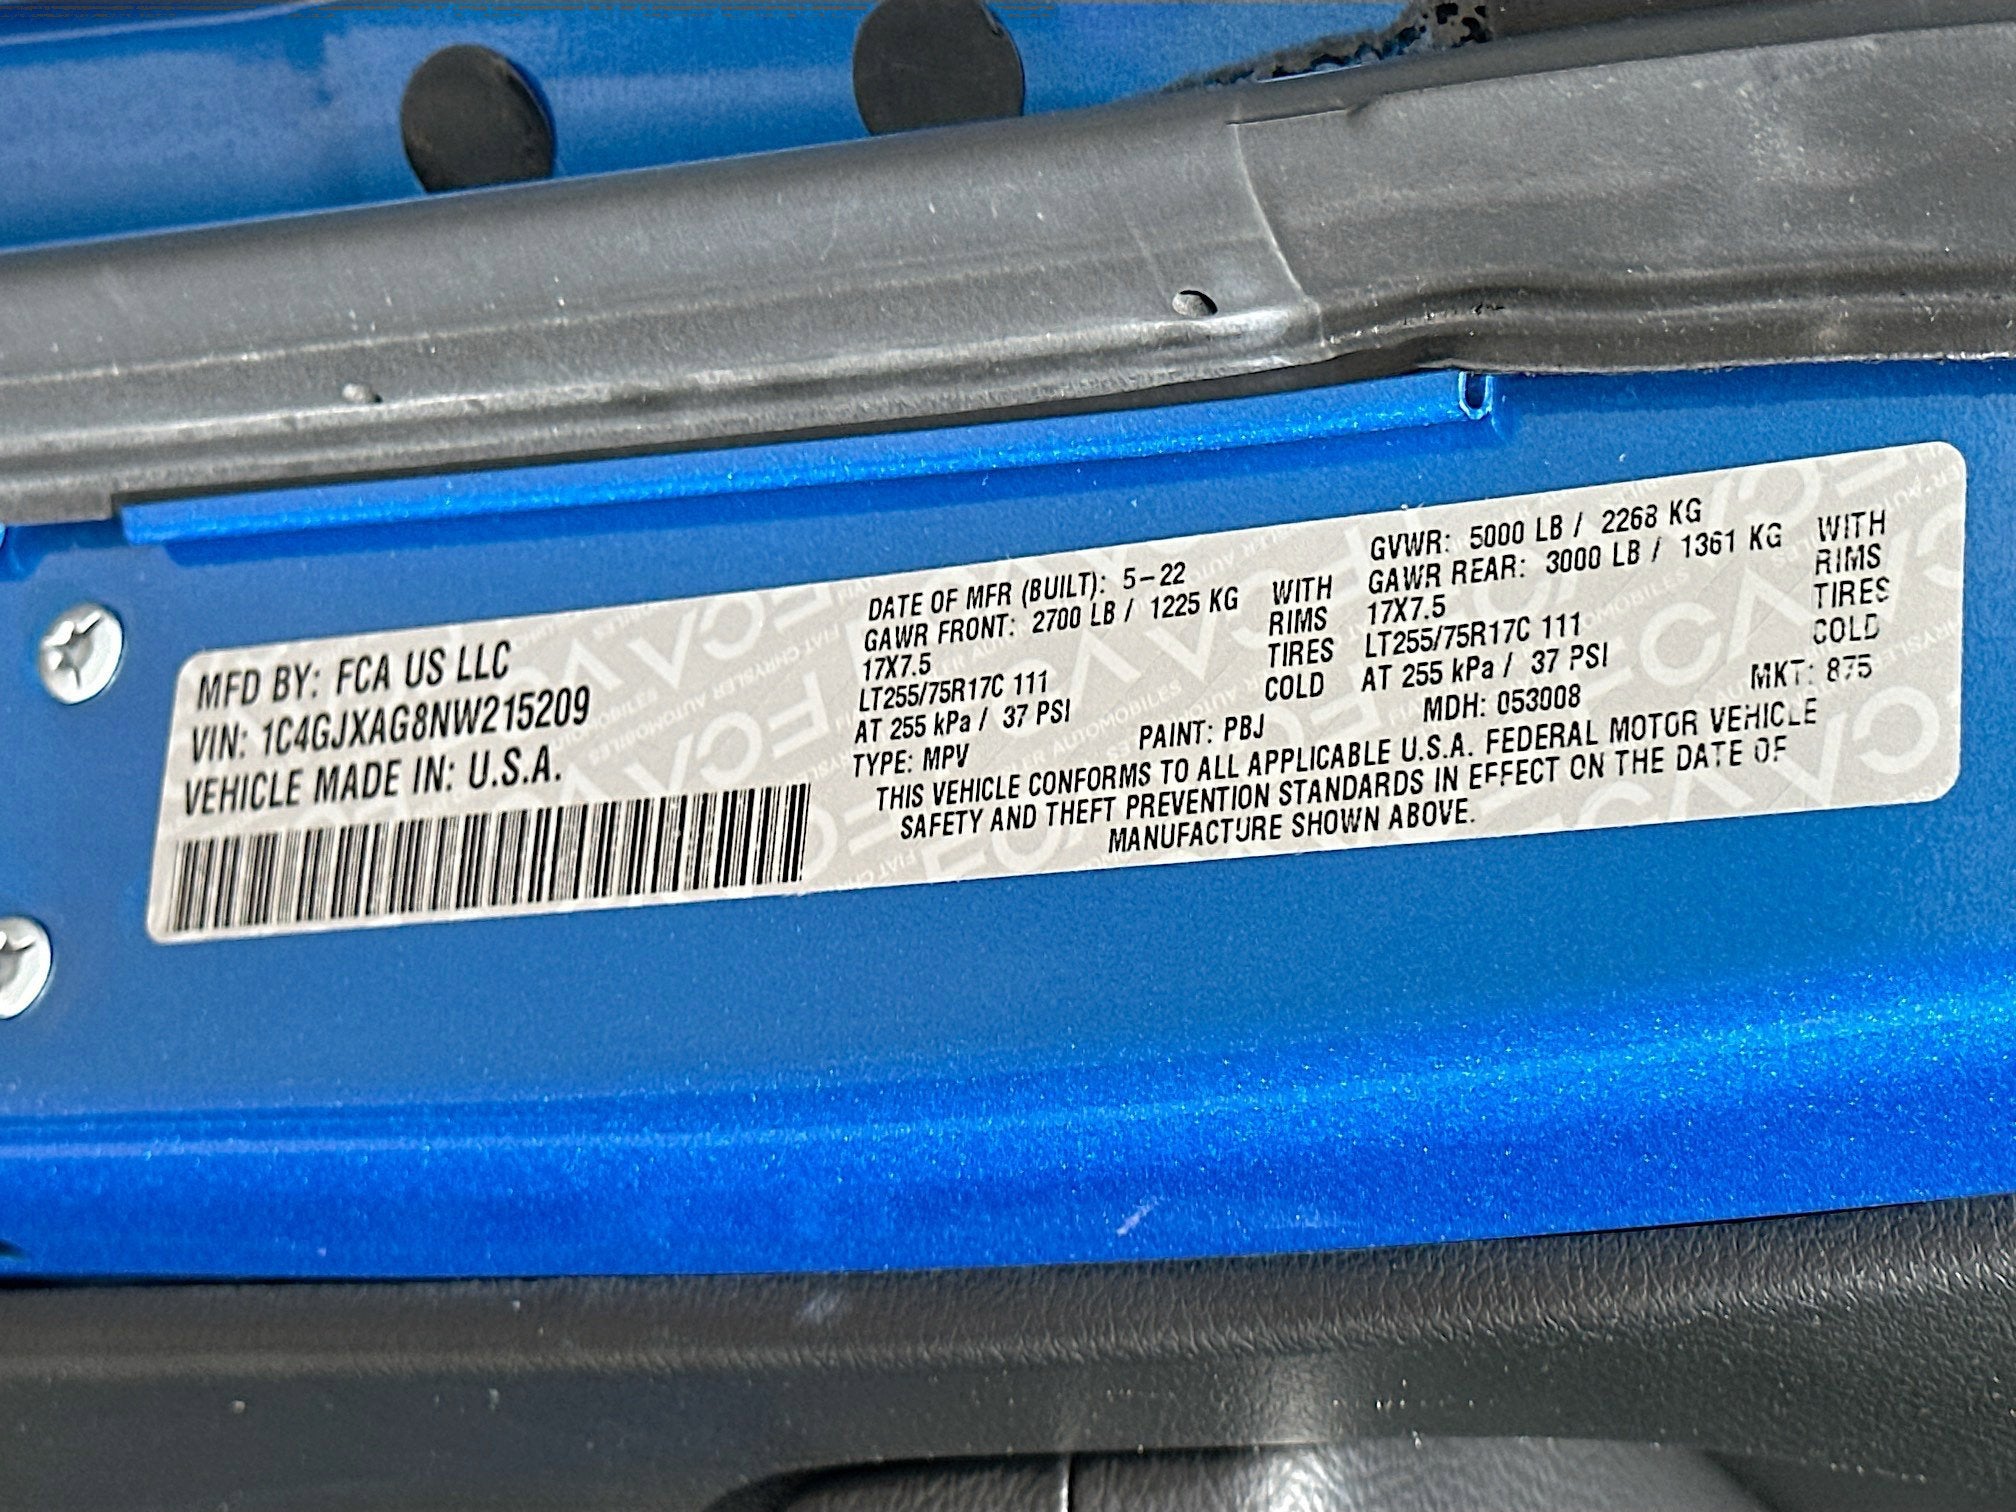 MFD BY: FCA US LLC
VIN: 1C4GJXAG8NW215209
VEHICLE MADE IN: U.S.A.
DATE OF MFR (BUILT): 5-22 GVWR: 5000 LB / 2268 KG
GAWR FRONT: 2700 LB / 1225 KG WITH GAWR REAR: 3000 LB / 1361 KG WITH
17X7.5 RIMS 17X7.5 RIMS
LT255/75R17C 111 TIRES LT255/75R17C 111 TIRES
AT 255 kPa / 37 PSI COLD AT 255 kPa / 37 PSI COLD
TYPE: MPV PAINT: PBJ MDH: 053008 MKT: 875
THIS VEHICLE CONFORMS TO ALL APPLICABLE U.S.A. FEDERAL MOTOR VEHICLE
SAFETY AND THEFT PREVENTION STANDARDS IN EFFECT ON THE DATE OF
MANUFACTURE SHOWN ABOVE.